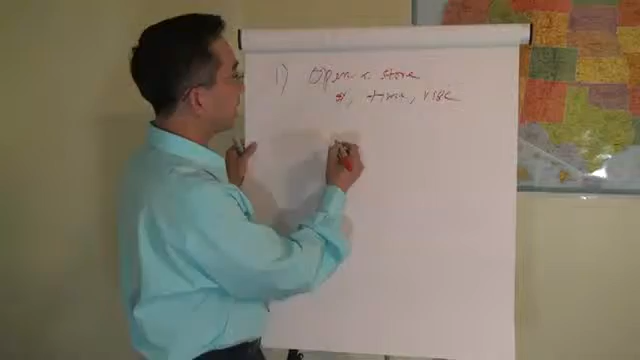 1) Open a store
$, time, risk